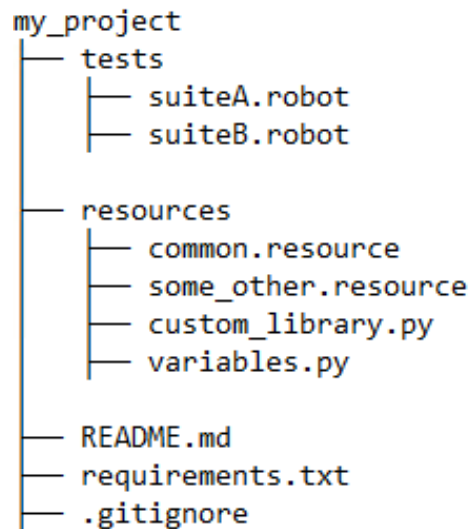 my_project
tests
suiteA.robot
suiteB.robot
resources
common.resource
some_other.resource
custom_library.py
variables.py
README.md
requirements.txt
.gitignore